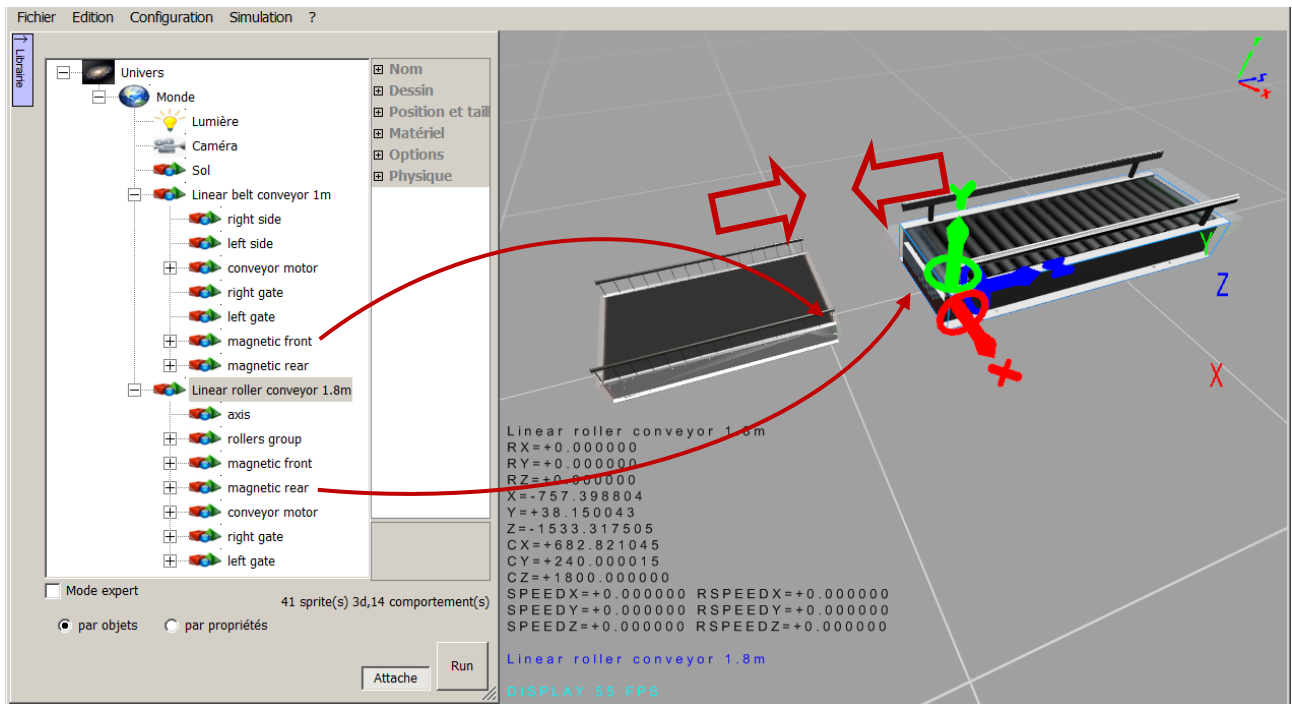 Fichier Edition Configuration Simulation ?
Librairie
Univers
Monde
Lumière
Caméra
Sol
Linear belt conveyor 1m
right side
left side
conveyor motor
right gate
left gate
magnetic front
magnetic rear
Linear roller conveyor 1.8m
axis
rollers group
magnetic front
magnetic rear
conveyor motor
right gate
left gate
Nom
Dessin
Position et taill
Matériel
Options
Physique
Mode expert
41 sprite(s) 3d,14 comportement(s)
par objets par propriétés
Attache
Run
Y
Z
X
Y
Z
X
Linear roller conveyor 1.8m
RX=+0.000000
RY=+0.000000
RZ=+0.000000
X=-757.398804
Y=+38.150043
Z=-1533.317505
CX=+682.821045
CY=+240.000015
CZ=+1800.000000
SPEEDX=+0.000000 RSPEEDX=+0.000000
SPEEDY=+0.000000 RSPEEDY=+0.000000
SPEEDZ=+0.000000 RSPEEDZ=+0.000000
Linear roller conveyor 1.8m
DISPLAY 55 FPS